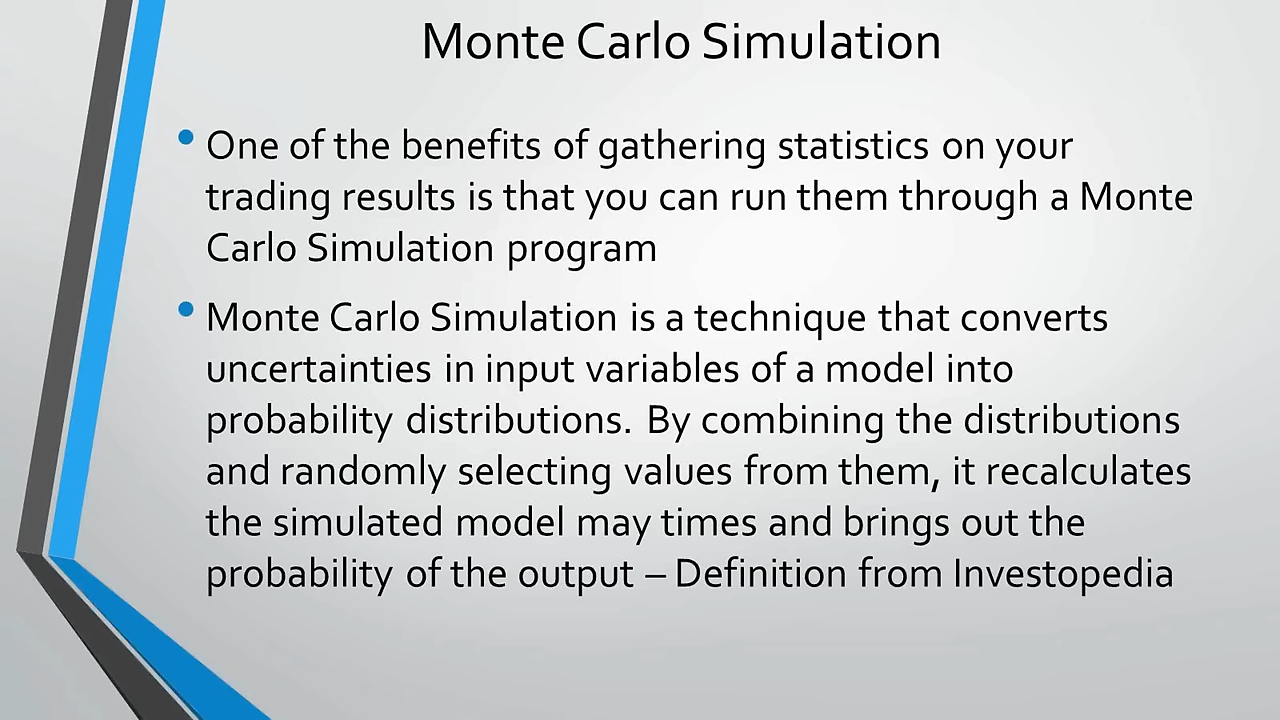 Monte Carlo Simulation
• One of the benefits of gathering statistics on your
trading results is that you can run them through a Monte
Carlo Simulation program
• Monte Carlo Simulation is a technique that converts
uncertainties in input variables of a model into
probability distributions. By combining the distributions
and randomly selecting values from them, it recalculates
the simulated model may times and brings out the
probability of the output – Definition from Investopedia